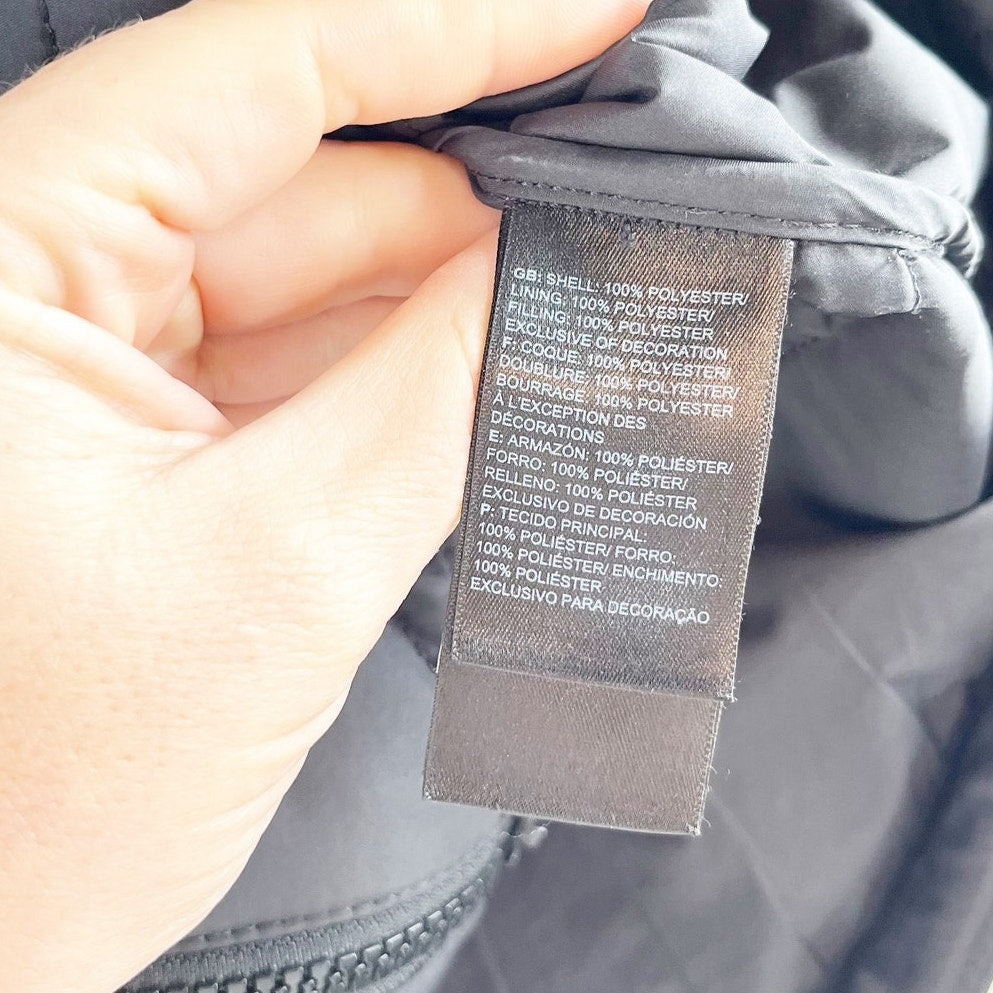 GB: SHELL: 100% POLYESTER/
LINING: 100% POLYESTER/
FILLING: 100% POLYESTER
EXCLUSIVE OF DECORATION
F: COQUE: 100% POLYESTER/
DOUBLURE: 100% POLYESTER/
BOURRAGE: 100% POLYESTER
À L'EXCEPTION DES
DÉCORATIONS
E: ARMAZÓN: 100% POLIÉSTER/
FORRO: 100% POLIÉSTER/
RELLENO: 100% POLIÉSTER
EXCLUSIVO DE DECORACIÓN
P: TECIDO PRINCIPAL:
100% POLIÉSTER/ FORRO:
100% POLIÉSTER/ ENCHIMENTO:
100% POLIÉSTER
EXCLUSIVO PARA DECORAÇÃO